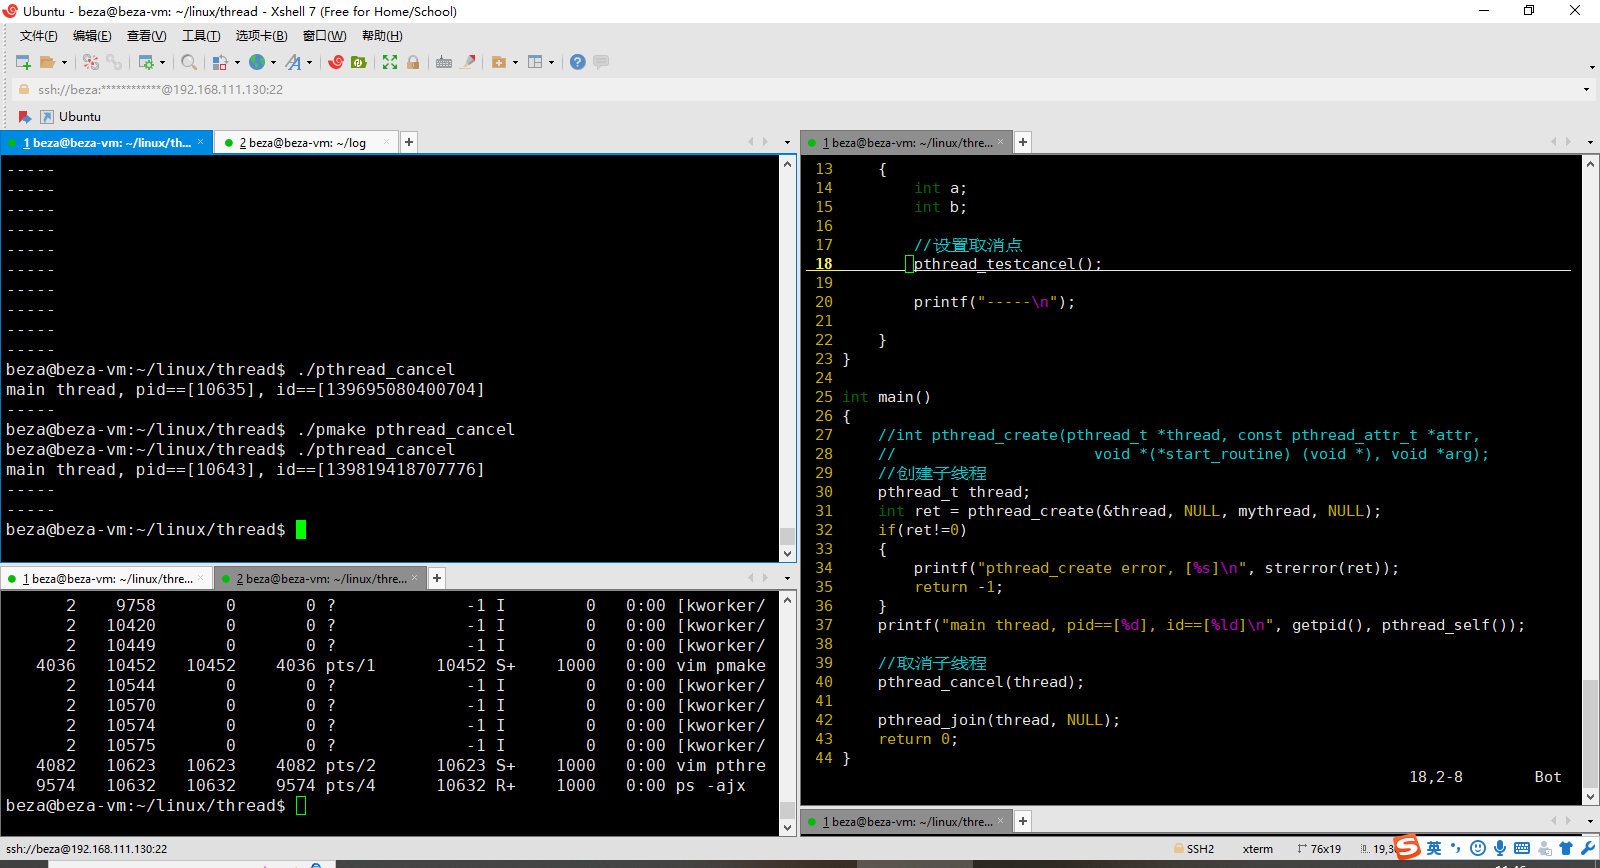 Ubuntu - beza@beza-vm: ~/linux/thread - Xshell 7 (Free for Home/School)
文件(F) 编辑(E) 查看(V) 工具(T) 选项卡(B) 窗口(W) 帮助(H)
ssh://beza:************@192.168.111.130:22
Ubuntu
1 beza@beza-vm: ~/linux/th... × 2 beza@beza-vm: ~/log × +
-----
-----
-----
-----
-----
-----
-----
-----
-----
-----
beza@beza-vm:~/linux/thread$ ./pthread_cancel
main thread, pid==[10635], id==[139695080400704]
-----
beza@beza-vm:~/linux/thread$ ./pmake pthread_cancel
beza@beza-vm:~/linux/thread$ ./pthread_cancel
main thread, pid==[10643], id==[139819418707776]
-----
-----
beza@beza-vm:~/linux/thread$
1 beza@beza-vm: ~/linux/thre... × 2 beza@beza-vm: ~/linux/thre... × +
2 9758 0 0 ? -1 I 0 0:00 [kworker/
2 10420 0 0 ? -1 I 0 0:00 [kworker/
2 10449 0 0 ? -1 I 0 0:00 [kworker/
4036 10452 10452 4036 pts/1 10452 S+ 1000 0:00 vim pmake
2 10544 0 0 ? -1 I 0 0:00 [kworker/
2 10570 0 0 ? -1 I 0 0:00 [kworker/
2 10574 0 0 ? -1 I 0 0:00 [kworker/
2 10575 0 0 ? -1 I 0 0:00 [kworker/
4082 10623 10623 4082 pts/2 10623 S+ 1000 0:00 vim pthre
9574 10632 10632 9574 pts/4 10632 R+ 1000 0:00 ps -ajx
beza@beza-vm:~/linux/thread$
1 beza@beza-vm: ~/linux/thre... × +
13     {
14         int a;
15         int b;
16
17         //设置取消点
18         pthread_testcancel();
19
20         printf("-----\n");
21
22     }
23 }
24
25 int main()
26 {
27     //int pthread_create(pthread_t *thread, const pthread_attr_t *attr,
28     //                      void *(*start_routine) (void *), void *arg);
29     //创建子线程
30     pthread_t thread;
31     int ret = pthread_create(&thread, NULL, mythread, NULL);
32     if(ret!=0)
33     {
34         printf("pthread_create error, [%s]\n", strerror(ret));
35         return -1;
36     }
37     printf("main thread, pid==[%d], id==[%ld]\n", getpid(), pthread_self());
38
39     //取消子线程
40     pthread_cancel(thread);
41
42     pthread_join(thread, NULL);
43     return 0;
44 }
18,2-8 Bot
1 beza@beza-vm: ~/linux/thre... × +
ssh://beza@192.168.111.130:22 SSH2 xterm 76x19 19,3 英